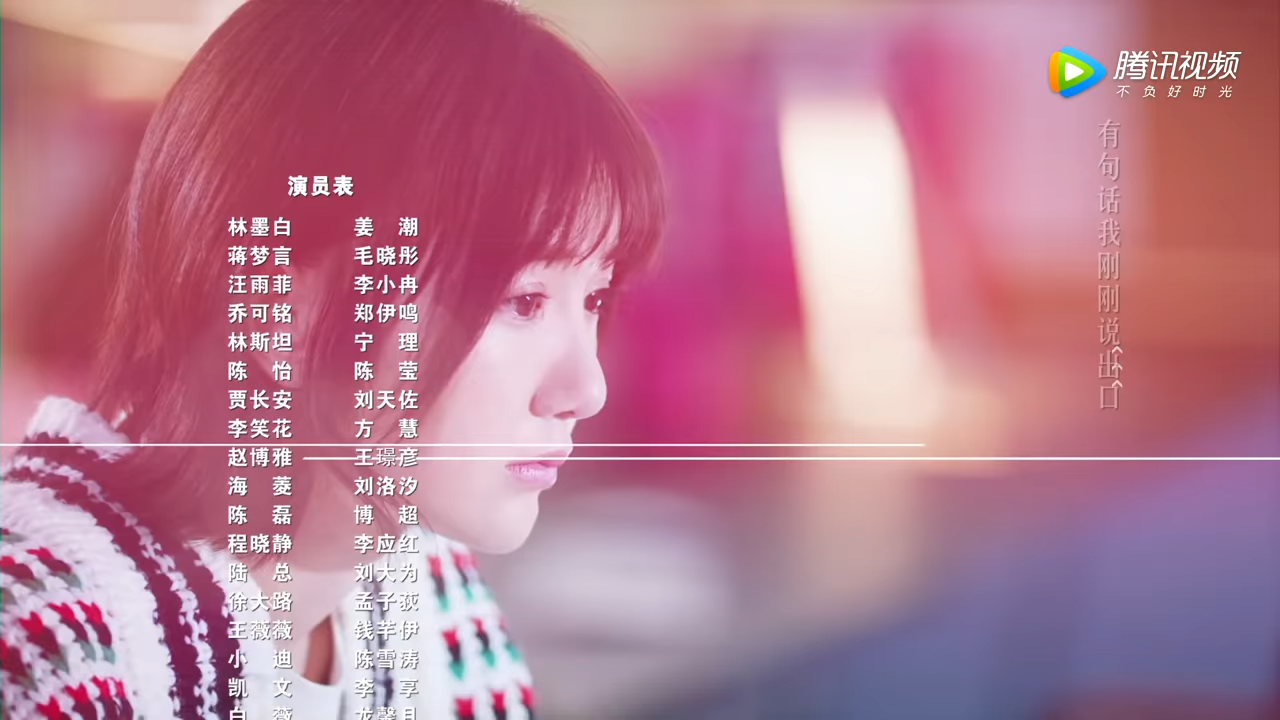 腾讯视频
不负好时光
有句话我刚刚说出口
演员表
林墨白 姜潮
蒋梦言 毛晓彤
汪雨菲 李小冉
乔可铭 郑伊鸣
林斯坦 宁理
陈怡 陈莹
贾长安 刘天佐
李笑花 方慧
赵博雅 王璟彦
海菱 刘洛汐
陈磊 博超
程晓静 李应红
陆总 刘大为
徐大路 孟子荻
王薇薇 钱芊伊
小迪 陈雪涛
凯文 李享
白薇 龙馨月